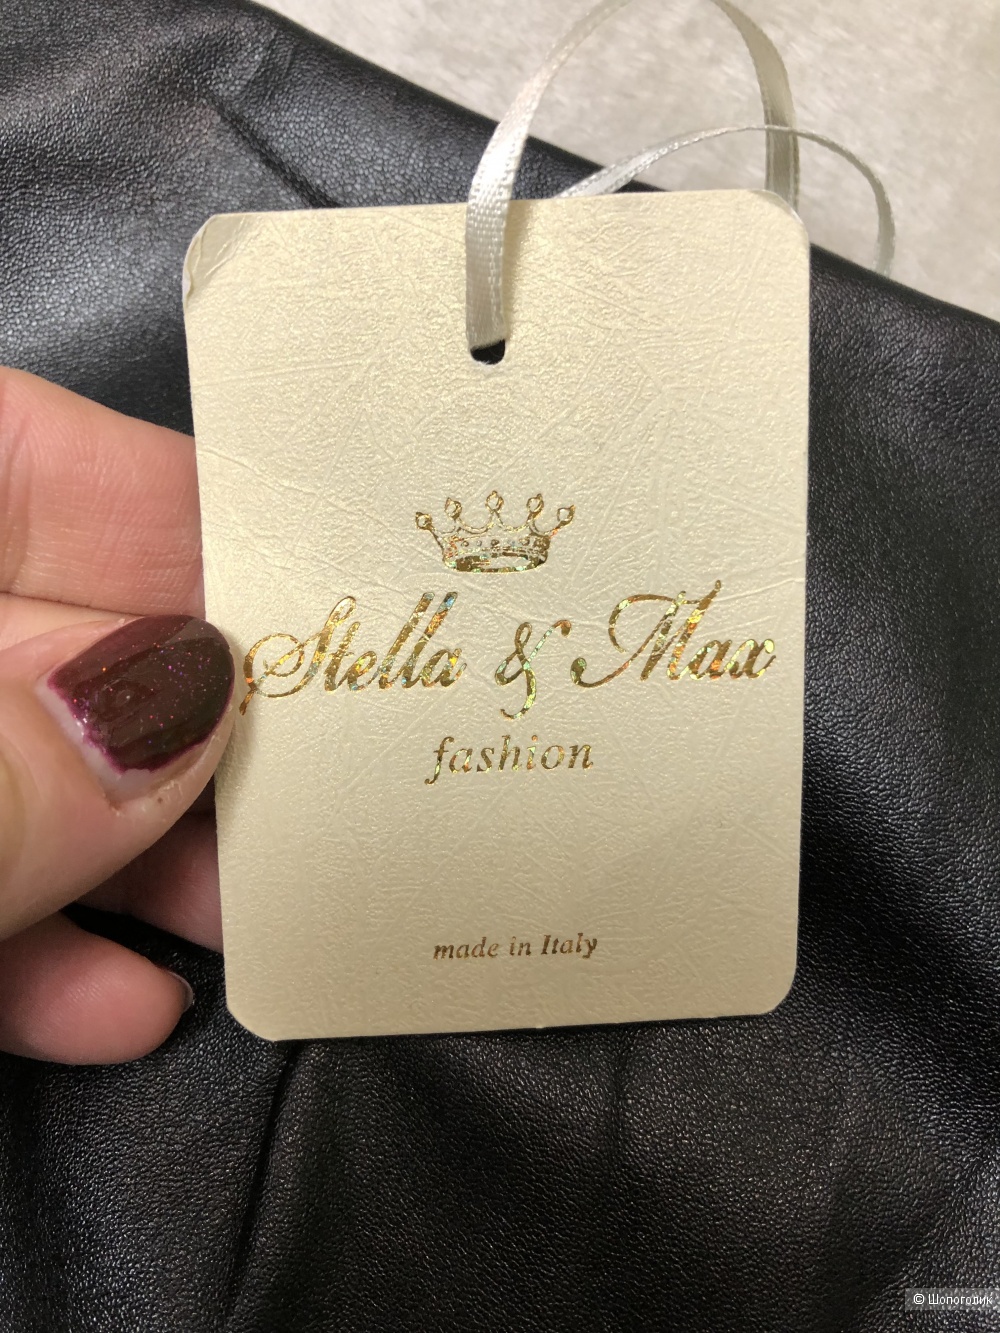 Stella & Max
fashion
made in Italy
© Шопоголик